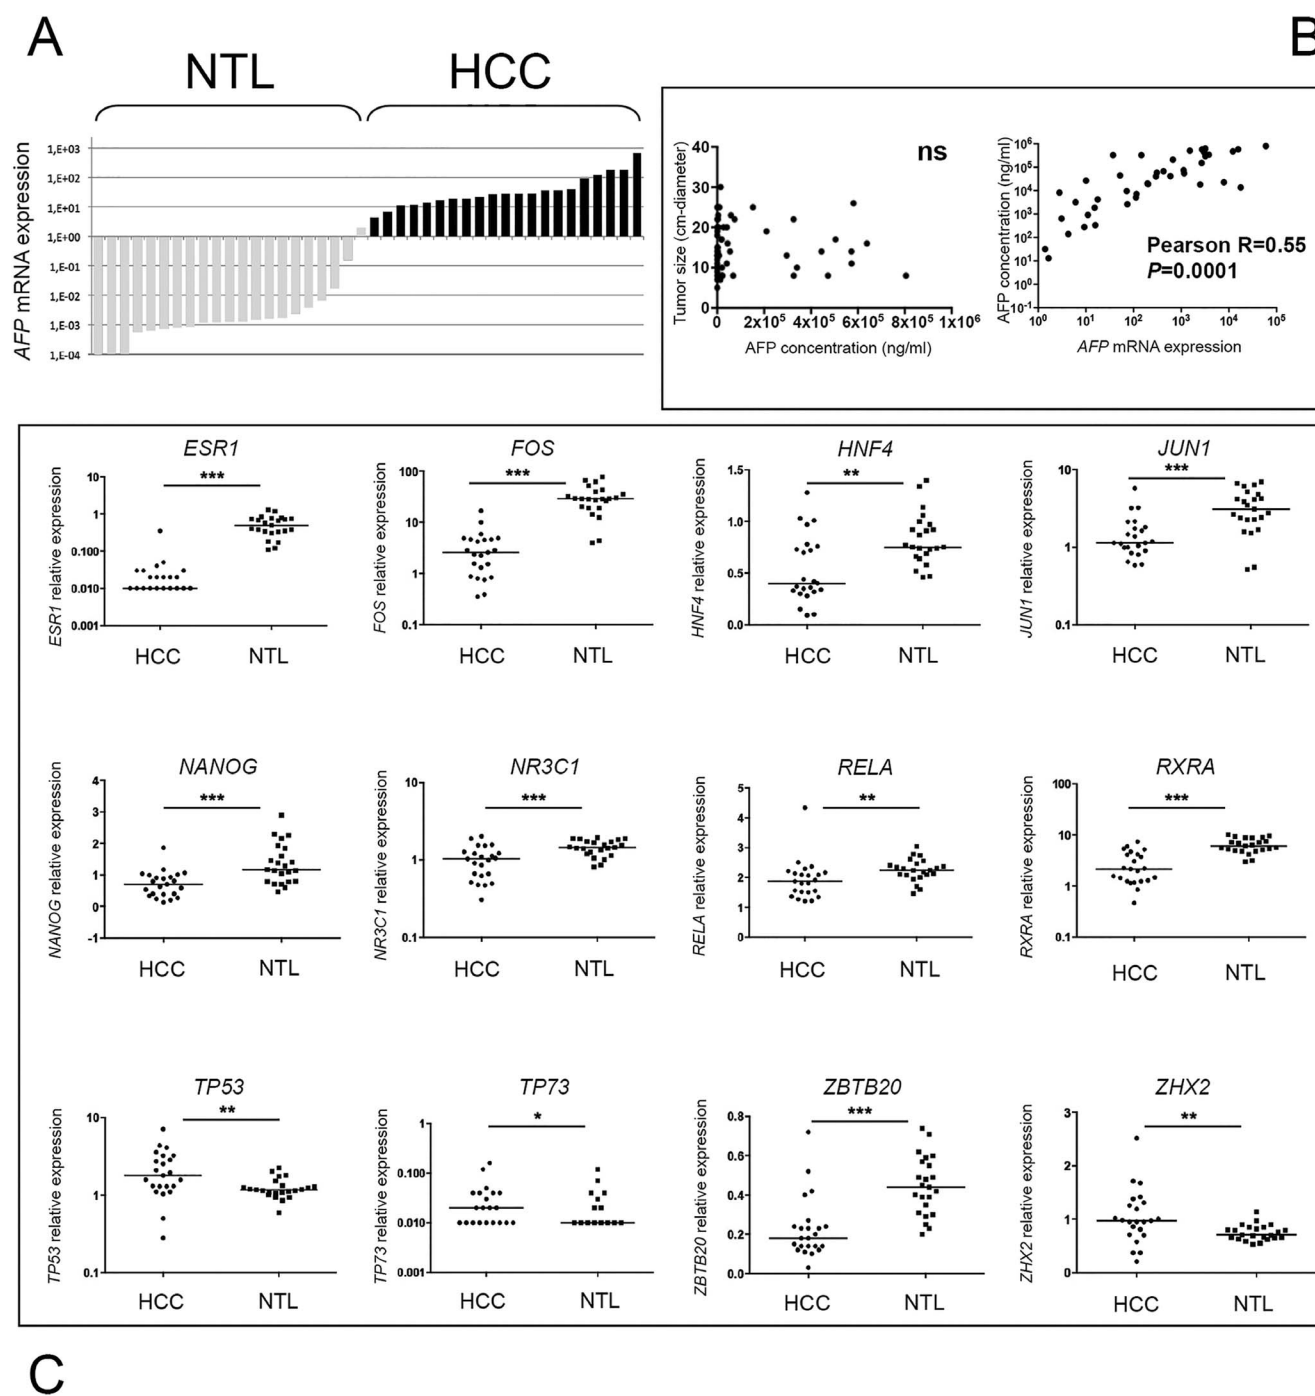 A
B
NTL
HCC
AFP mRNA expression
1,E+03
1,E+02
1,E+01
1,E+00
1,E-01
1,E-02
1,E-03
1,E-04
Tumor size (cm-diameter)
40
30
20
10
0
ns
0
2x10⁵
4x10⁵
6x10⁵
8x10⁵
1x10⁶
AFP concentration (ng/ml)
AFP concentration (ng/ml)
10⁶
10⁵
10⁴
10³
10²
10¹
10⁻¹
Pearson R=0.55
P=0.0001
10⁰
10¹
10²
10³
10⁴
10⁵
AFP mRNA expression
ESR1
ESR1 relative expression
10
1
0.100
0.010
0.001
***
HCC
NTL
FOS
FOS relative expression
100
10
1
0.1
***
HCC
NTL
HNF4
HNF4 relative expression
1.5
1.0
0.5
0.0
**
HCC
NTL
JUN1
JUN1 relative expression
10
1
0.1
***
HCC
NTL
NANOG
NANOG relative expression
4
3
2
1
0
-1
***
HCC
NTL
NR3C1
NR3C1 relative expression
10
1
0.1
***
HCC
NTL
RELA
RELA relative expression
5
4
3
2
1
0
**
HCC
NTL
RXRA
RXRA relative expression
100
10
1
0.1
***
HCC
NTL
TP53
TP53 relative expression
10
1
0.1
**
HCC
NTL
TP73
TP73 relative expression
1
0.100
0.010
0.001
*
HCC
NTL
ZBTB20
ZBTB20 relative expression
0.8
0.6
0.4
0.2
0.0
***
HCC
NTL
ZHX2
ZHX2 relative expression
3
2
1
0
**
HCC
NTL
C